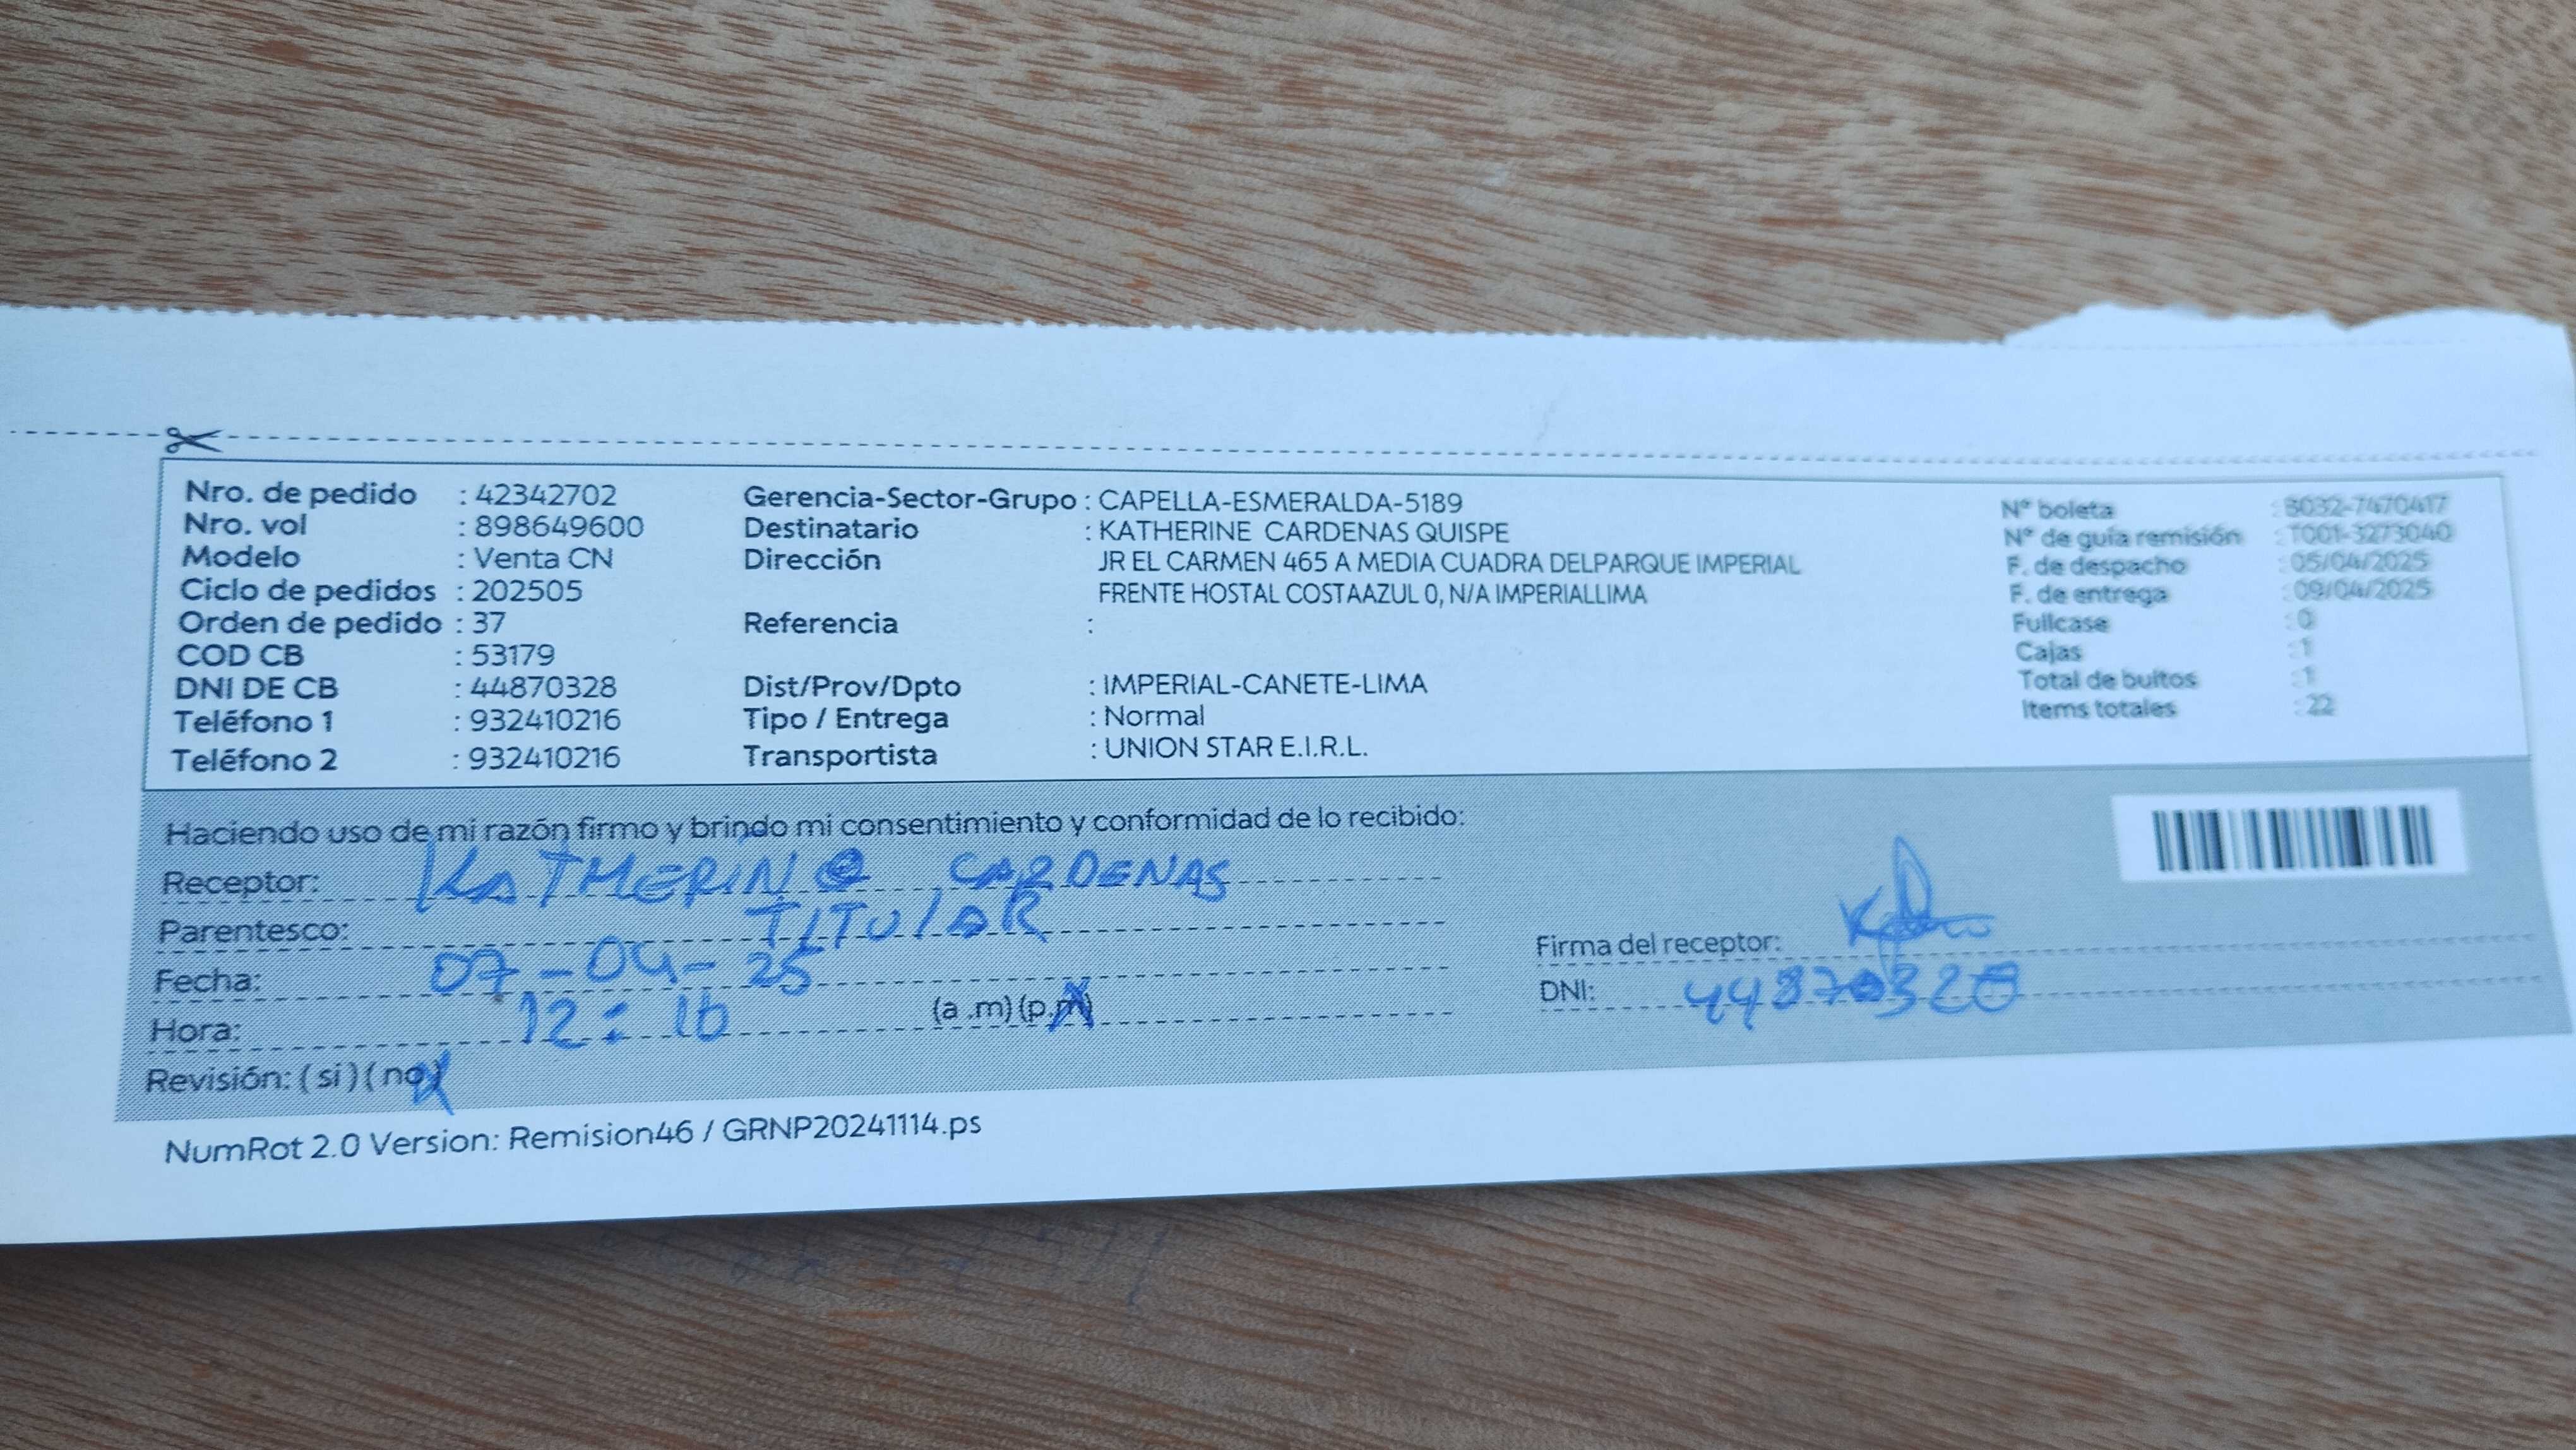 Nro. de pedido : 42342702
Nro. vol : 898649600
Modelo : Venta CN
Ciclo de pedidos : 202505
Orden de pedido : 37
COD CB : 53179
DNI DE CB : 44870328
Teléfono 1 : 932410216
Teléfono 2 : 932410216
Gerencia-Sector-Grupo : CAPELLA-ESMERALDA-5189
Destinatario : KATHERINE CARDENAS QUISPE
Dirección JR EL CARMEN 465 A MEDIA CUADRA DELPARQUE IMPERIAL
FRENTE HOSTAL COSTAAZUL 0, N/A IMPERIALLIMA
Referencia :
Dist/Prov/Dpto : IMPERIAL-CANETE-LIMA
Tipo / Entrega : Normal
Transportista : UNION STAR E.I.R.L.
N° boleta : B032-7470417
N° de guía remisión : T001-3273040
F. de despacho : 05/04/2025
F. de entrega : 09/04/2025
Fullcase : 0
Cajas : 1
Total de bultos : 1
Items totales : 22
Haciendo uso de mi razón firmo y brindo mi consentimiento y conformidad de lo recibido:
Receptor: KATHERINE CARDENAS
Parentesco: TITULAR
Fecha: 07-04-25
Hora: 12:16 (a .m) (p.m)
Revisión: ( si ) ( no )
Firma del receptor:
DNI: 44870328
NumRot 2.0 Version: Remision46 / GRNP20241114.ps